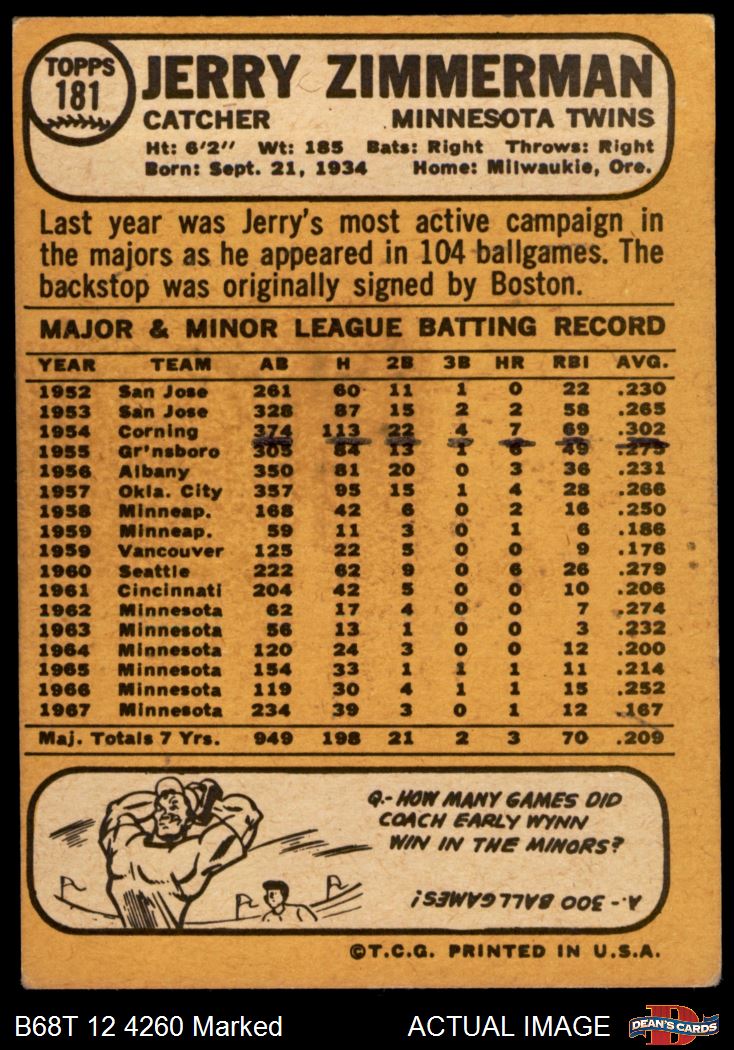 TOPPS
181
JERRY ZIMMERMAN
CATCHER MINNESOTA TWINS
Ht: 6'2" Wt: 185 Bats: Right Throws: Right
Born: Sept. 21, 1934 Home: Milwaukie, Ore.
Last year was Jerry's most active campaign in
the majors as he appeared in 104 ballgames. The
backstop was originally signed by Boston.
MAJOR & MINOR LEAGUE BATTING RECORD
YEAR TEAM AB H 2B 3B HR RBI AVG.
1952 San Jose 261 60 11 1 0 22 .230
1953 San Jose 328 87 15 2 2 58 .265
1954 Corning 374 113 22 4 7 69 .302
1955 Gr'nsboro 305 84 13 1 6 49 .275
1956 Albany 350 81 20 0 3 36 .231
1957 Okla. City 357 95 15 1 4 28 .266
1958 Minneap. 168 42 6 0 2 16 .250
1959 Minneap. 59 11 3 0 1 6 .186
1959 Vancouver 125 22 5 0 0 9 .176
1960 Seattle 222 62 9 0 6 26 .279
1961 Cincinnati 204 42 5 0 0 10 .206
1962 Minnesota 62 17 4 0 0 7 .274
1963 Minnesota 56 13 1 0 0 3 .232
1964 Minnesota 120 24 3 0 0 12 .200
1965 Minnesota 154 33 1 1 1 11 .214
1966 Minnesota 119 30 4 1 1 15 .252
1967 Minnesota 234 39 3 0 1 12 .167
Maj. Totals 7 Yrs. 949 198 21 2 3 70 .209
Q.- HOW MANY GAMES DID
COACH EARLY WYNN
WIN IN THE MINORS?
A.- 300 BALLGAMES!
©T.C.G. PRINTED IN U.S.A.
B68T 12 4260 Marked ACTUAL IMAGE
D
DEAN'S CARDS